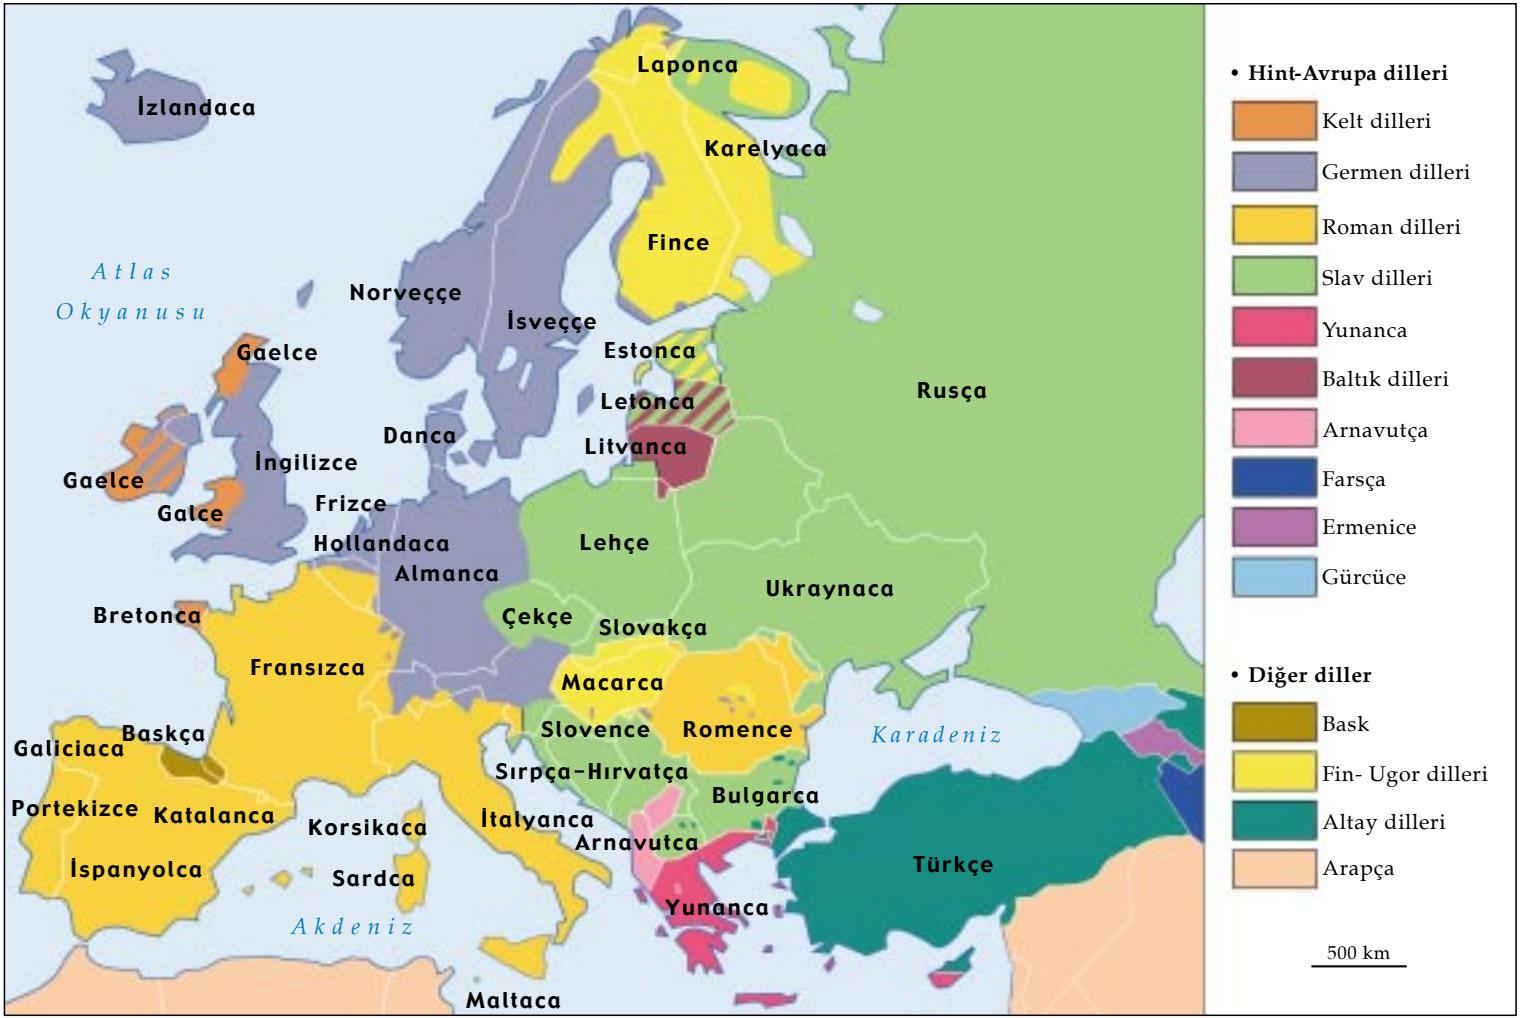 Laponca
İzlandaca
Karelyaca
Fince
Atlas
Okyanusu
Norveççe
İsveççe
Gaelce
Estonca
Rusça
Letonca
Danca
Litvanca
İngilizce
Gaelce
Frizce
Galce
Hollandaca
Lehçe
Almanca
Ukraynaca
Bretonca
Çekçe
Slovakça
Fransızca
Macarca
Baskça
Galiciaca
Slovence
Romence
Karadeniz
Sırpça-Hırvatça
Bulgarca
Portekizce
Katalanca
Korsikaca
İtalyanca
Arnavutca
İspanyolca
Sardca
Türkçe
Yunanca
Akdeniz
Maltaca
• Hint-Avrupa dilleri
Kelt dilleri
Germen dilleri
Roman dilleri
Slav dilleri
Yunanca
Baltık dilleri
Arnavutça
Farsça
Ermenice
Gürcüce
• Diğer diller
Bask
Fin- Ugor dilleri
Altay dilleri
Arapça
500 km